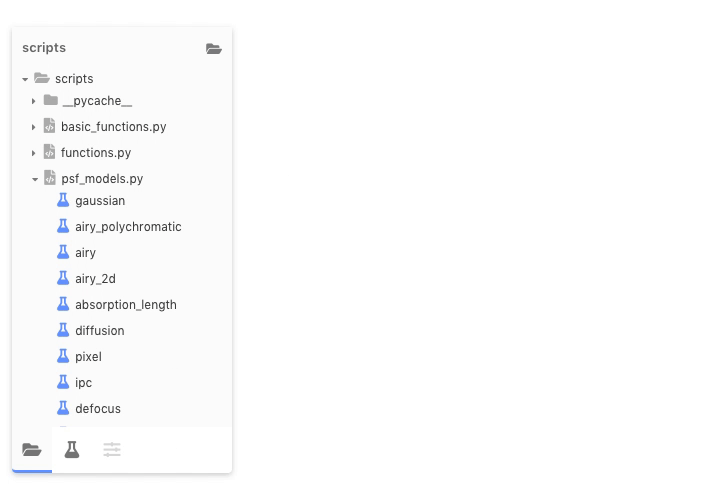 scripts
scripts
__pycache__
basic_functions.py
functions.py
psf_models.py
gaussian
airy_polychromatic
airy
airy_2d
absorption_length
diffusion
pixel
ipc
defocus